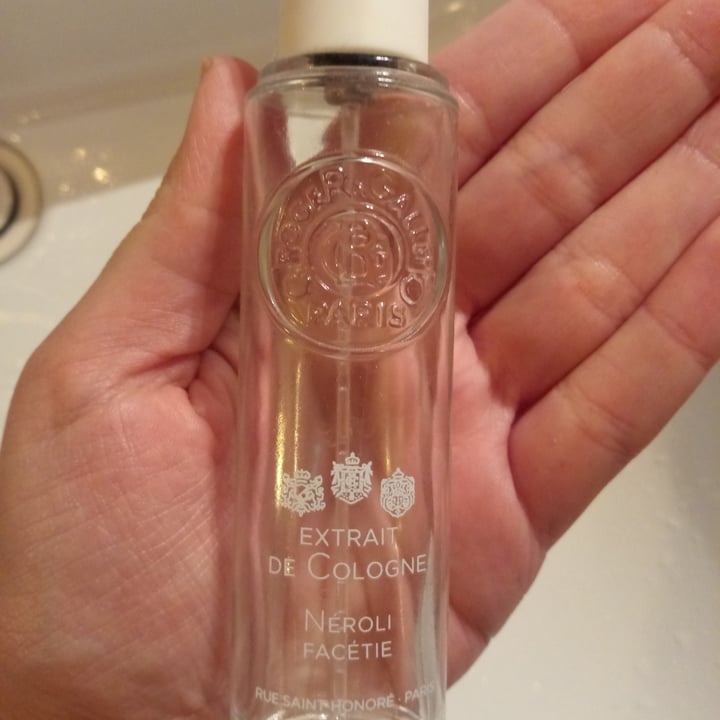 ROGER & GALLET
PARIS
EXTRAIT
DE COLOGNE
NÉROLI
FACÉTIE
RUE SAINT-HONORÉ · PARIS